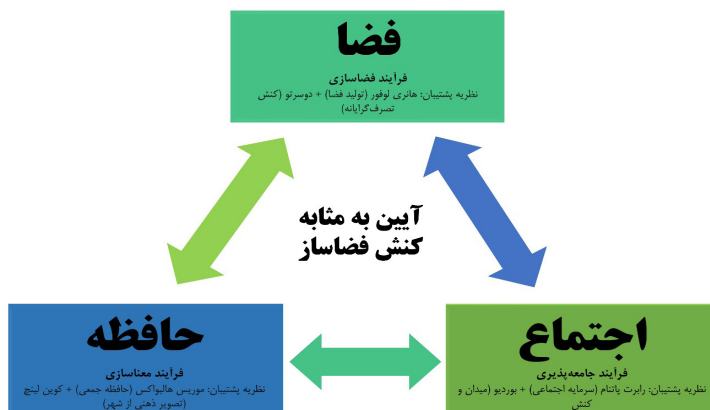 فضا
فرآیند فضاسازی
نظریه پشتیبان: هانری لوفور (تولید فضا) + دوسرتو (کنش
تصرف‌گرایانه)
آیین به مثابه
کنش فضاساز
حافظه
فرآیند معناسازی
نظریه پشتیبان: موریس هالبواکس (حافظه جمعی) + کوین لینچ
(تصویر ذهنی از شهر)
اجتماع
فرآیند جامعه‌پذیری
نظریه پشتیبان: رابرت پاتنام (سرمایه اجتماعی) + بوردیو (میدان و
کنش